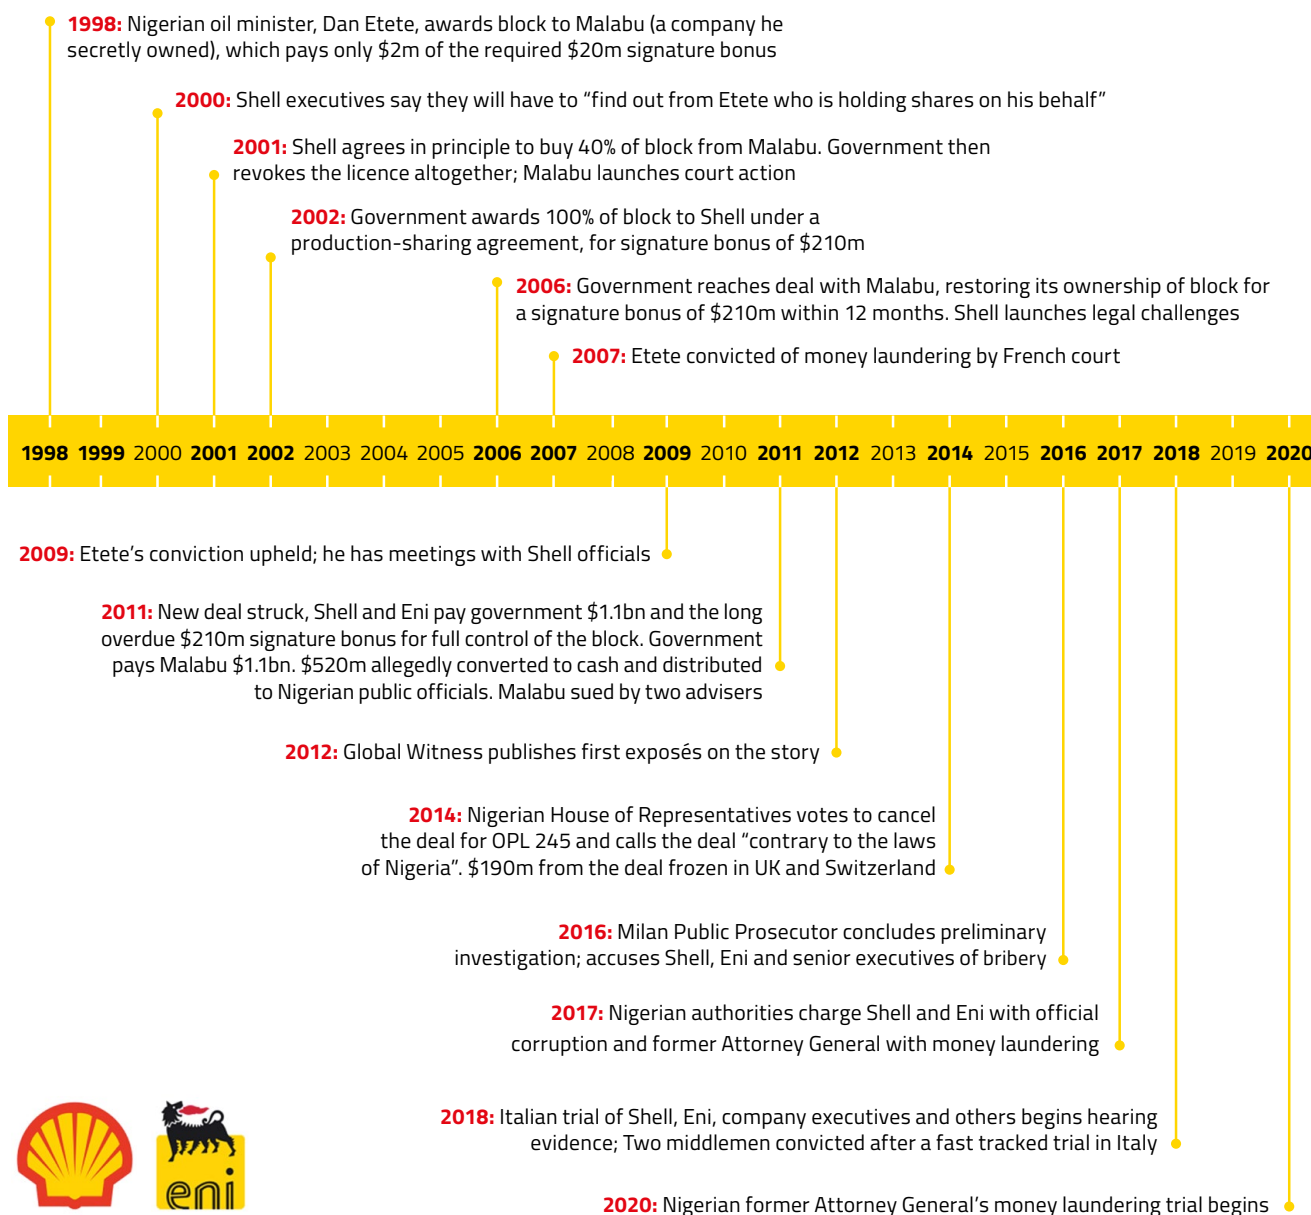 1998: Nigerian oil minister, Dan Etete, awards block to Malabu (a company he
secretly owned), which pays only $2m of the required $20m signature bonus
2000: Shell executives say they will have to “find out from Etete who is holding shares on his behalf”
2001: Shell agrees in principle to buy 40% of block from Malabu. Government then
revokes the licence altogether; Malabu launches court action
2002: Government awards 100% of block to Shell under a
production-sharing agreement, for signature bonus of $210m
2006: Government reaches deal with Malabu, restoring its ownership of block for
a signature bonus of $210m within 12 months. Shell launches legal challenges
2007: Etete convicted of money laundering by French court
1998 1999 2000 2001 2002 2003 2004 2005 2006 2007 2008 2009 2010 2011 2012 2013 2014 2015 2016 2017 2018 2019 2020
2009: Etete’s conviction upheld; he has meetings with Shell officials
2011: New deal struck, Shell and Eni pay government $1.1bn and the long
overdue $210m signature bonus for full control of the block. Government
pays Malabu $1.1bn. $520m allegedly converted to cash and distributed
to Nigerian public officials. Malabu sued by two advisers
2012: Global Witness publishes first exposés on the story
2014: Nigerian House of Representatives votes to cancel
the deal for OPL 245 and calls the deal “contrary to the laws
of Nigeria”. $190m from the deal frozen in UK and Switzerland
2016: Milan Public Prosecutor concludes preliminary
investigation; accuses Shell, Eni and senior executives of bribery
2017: Nigerian authorities charge Shell and Eni with official
corruption and former Attorney General with money laundering
2018: Italian trial of Shell, Eni, company executives and others begins hearing
evidence; Two middlemen convicted after a fast tracked trial in Italy
eni
2020: Nigerian former Attorney General’s money laundering trial begins